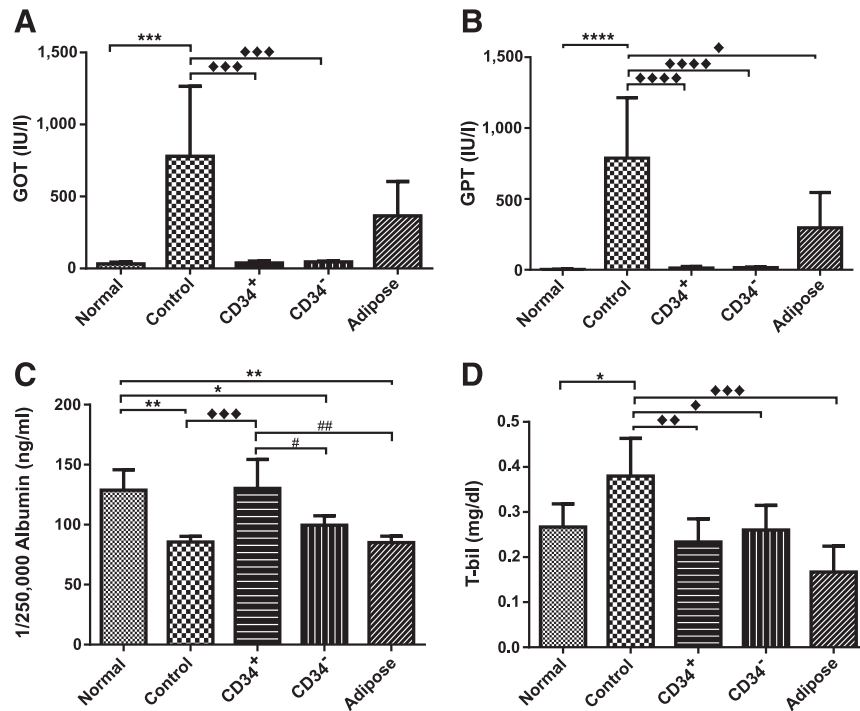 A
GOT (IU/l)
1,500
1,000
500
0
***
♦♦♦
♦♦♦
Normal
Control
CD34+
CD34-
Adipose
B
GPT (IU/l)
1,500
1,000
500
0
****
♦
♦♦♦♦
♦♦♦♦
Normal
Control
CD34+
CD34-
Adipose
C
1/250,000 Albumin (ng/ml)
200
150
100
50
0
**
*
**
♦♦♦
##
#
Normal
Control
CD34+
CD34-
Adipose
D
T-bil (mg/dl)
0.5
0.4
0.3
0.2
0.1
0.0
*
♦♦♦
♦
♦♦
Normal
Control
CD34+
CD34-
Adipose